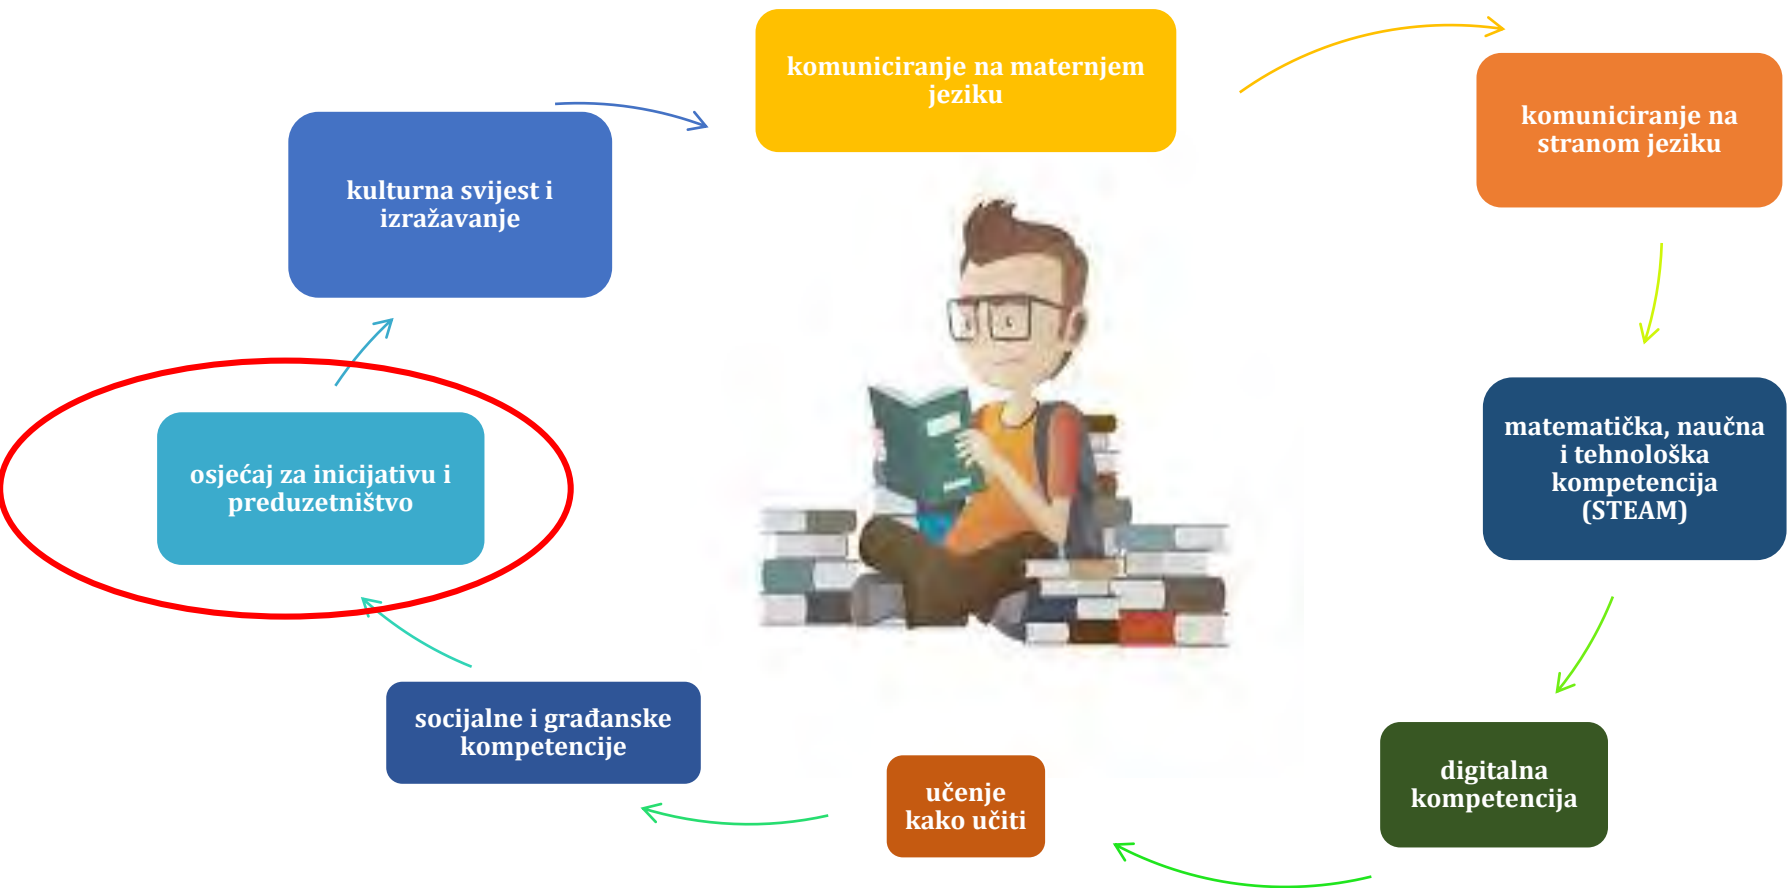 komuniciranje na maternjem
jeziku
komuniciranje na
stranom jeziku
matematička, naučna
i tehnološka
kompetencija
(STEAM)
digitalna
kompetencija
učenje
kako učiti
socijalne i građanske
kompetencije
osjećaj za inicijativu i
preduzetništvo
kulturna svijest i
izražavanje